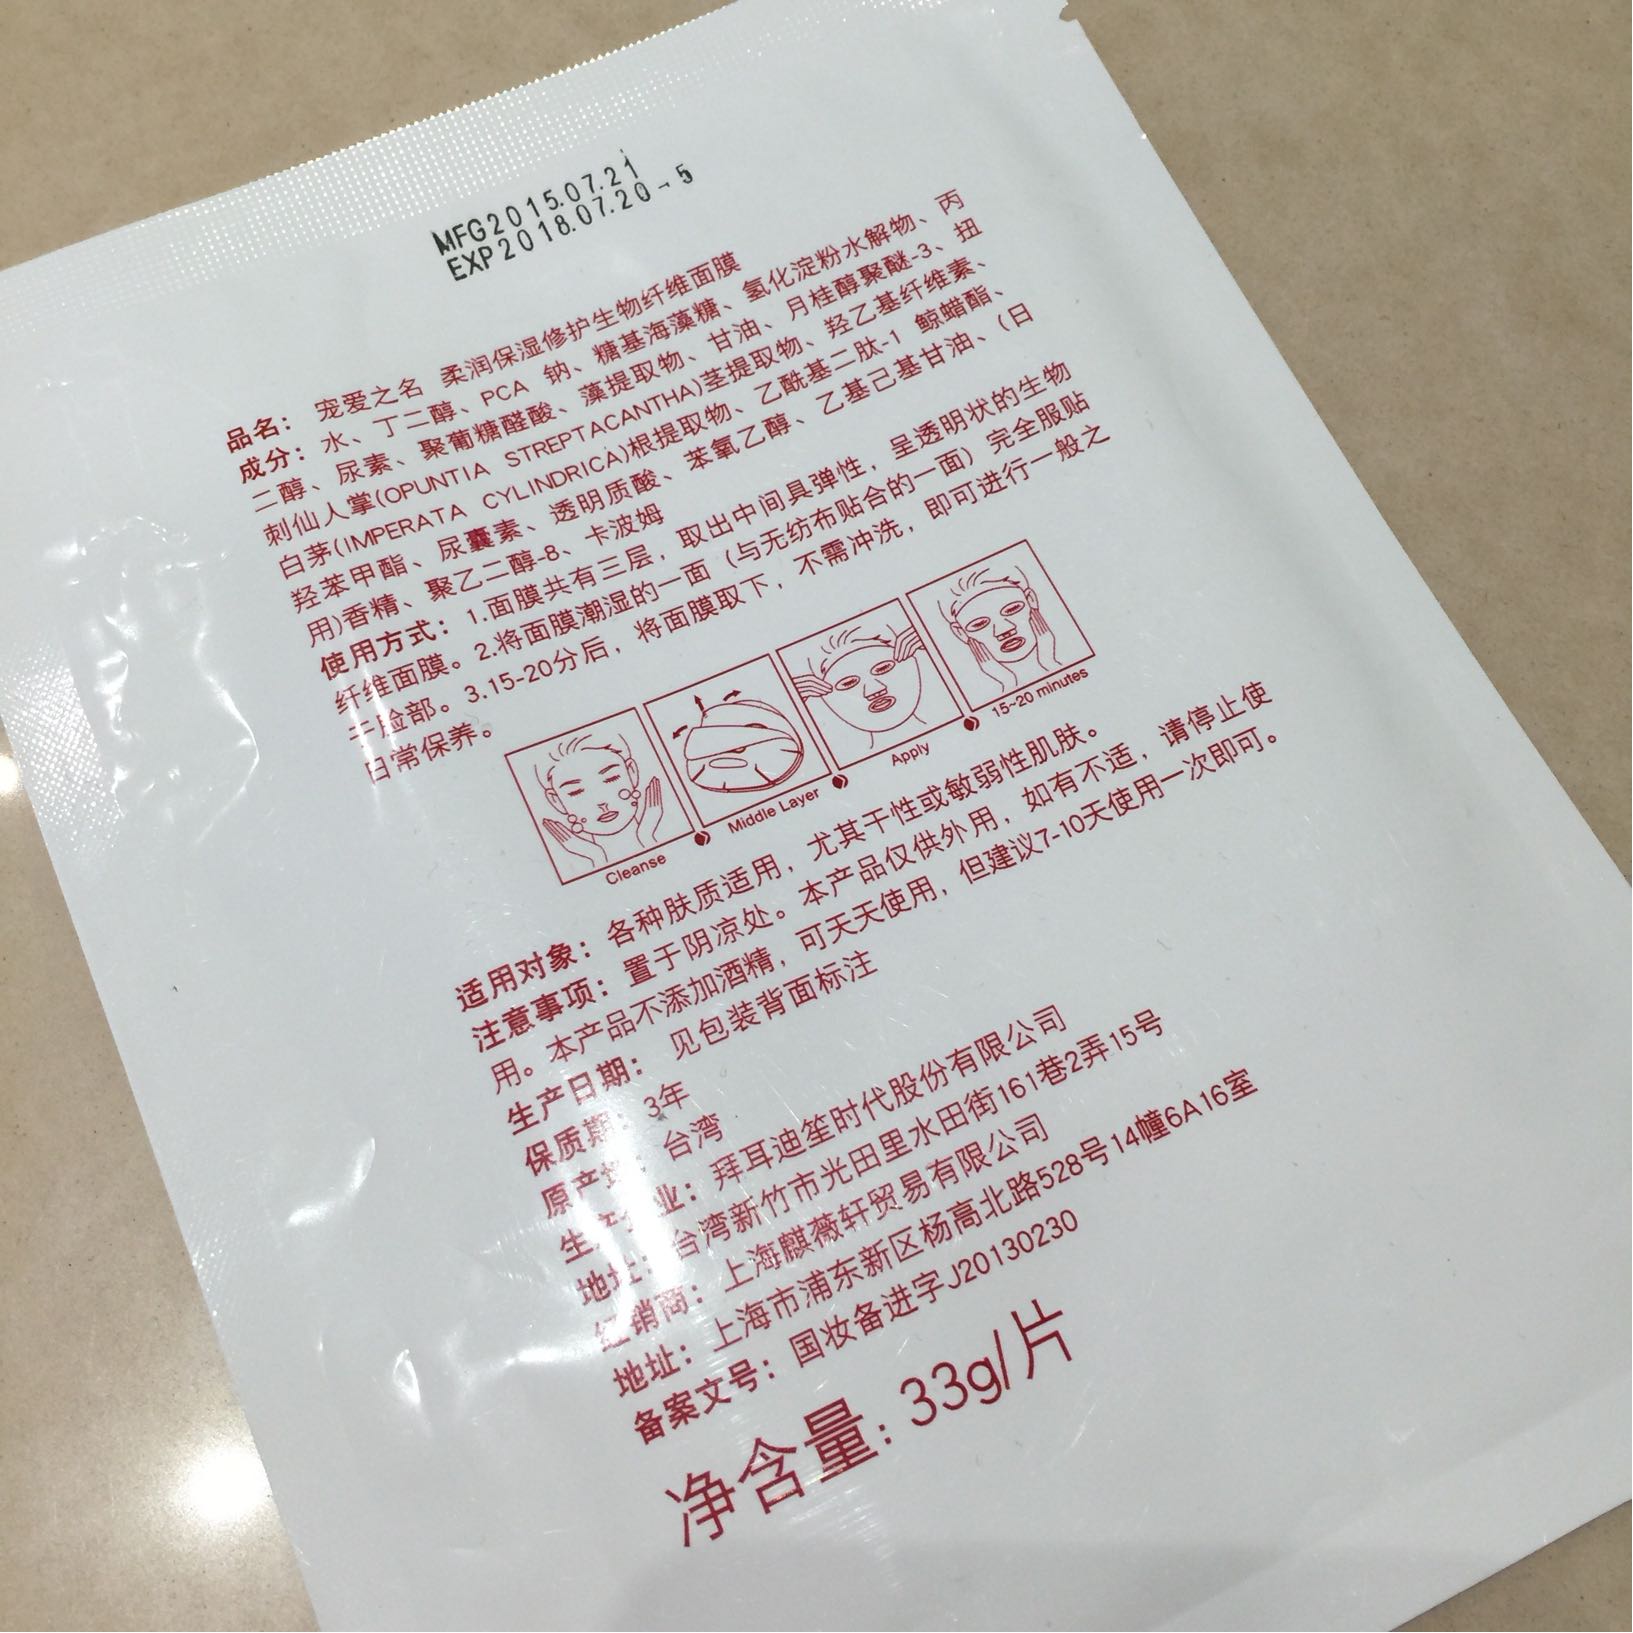 MFG2015.07.21
EXP2018.07.20-5
品名： 宠爱之名 柔润保湿修护生物纤维面膜
成分： 水、丁二醇、PCA 钠、糖基海藻糖、氢化淀粉水解物、丙
二醇、尿素、聚葡糖醛酸、藻提取物、甘油、月桂醇聚醚-3、扭
刺仙人掌(OPUNTIA STREPTACANTHA)茎提取物、羟乙基纤维素、
白茅(IMPERATA CYLINDRICA)根提取物、乙酰基二肽-1 鲸蜡酯、
羟苯甲酯、尿囊素、透明质酸、苯氧乙醇、乙基己基甘油、(日
用)香精、聚乙二醇-8、卡波姆
使用方式：1.面膜共有三层，取出中间具弹性，呈透明状的生物
纤维面膜。2.将面膜潮湿的一面（与无纺布贴合的一面）完全服贴
于脸部。3.15-20分后，将面膜取下，不需冲洗，即可进行一般之
日常保养。
Cleanse
Middle Layer
Apply
15~20 minutes
适用对象：各种肤质适用，尤其干性或敏弱性肌肤。
注意事项：置于阴凉处。本产品仅供外用，如有不适，请停止使
用。本产品不添加酒精，可天天使用，但建议7-10天使用一次即可。
生产日期： 见包装背面标注
保质期：3年
原产地：台湾
生产企业：拜耳迪笙时代股份有限公司
地址：台湾新竹市光田里水田街161巷2弄15号
经销商：上海麒薇轩贸易有限公司
地址：上海市浦东新区杨高北路528号14幢6A16室
备案文号：国妆备进字J20130230
净含量：33g/片